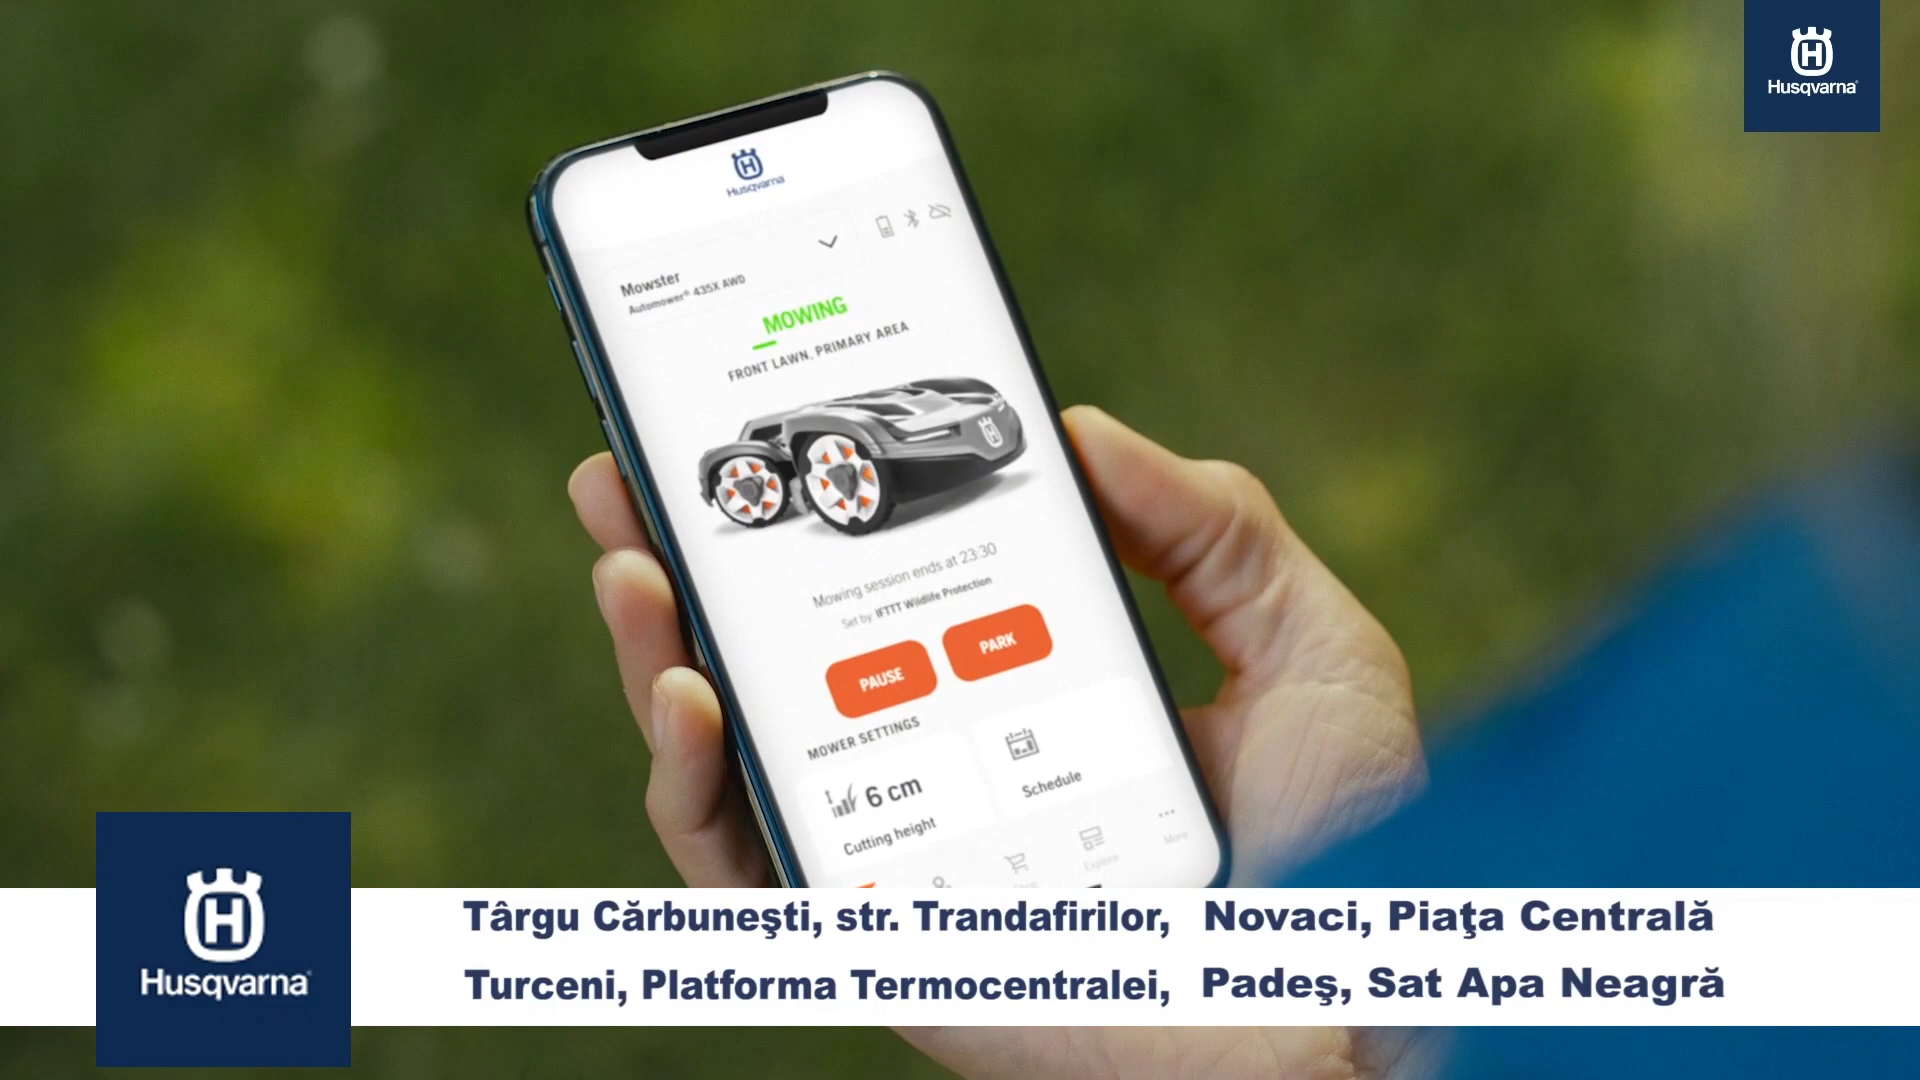 Husqvarna
Husqvarna
Mowster
Automower® 435X AWD
MOWING
FRONT LAWN, PRIMARY AREA
Mowing session ends at 23:30
Set by IFTTT Wildlife Protection
PAUSE
PARK
MOWER SETTINGS
6 cm
Cutting height
Schedule
Explore
More
Husqvarna
Târgu Cărbuneşti, str. Trandafirilor, Novaci, Piaţa Centrală
Turceni, Platforma Termocentralei, Padeş, Sat Apa Neagră